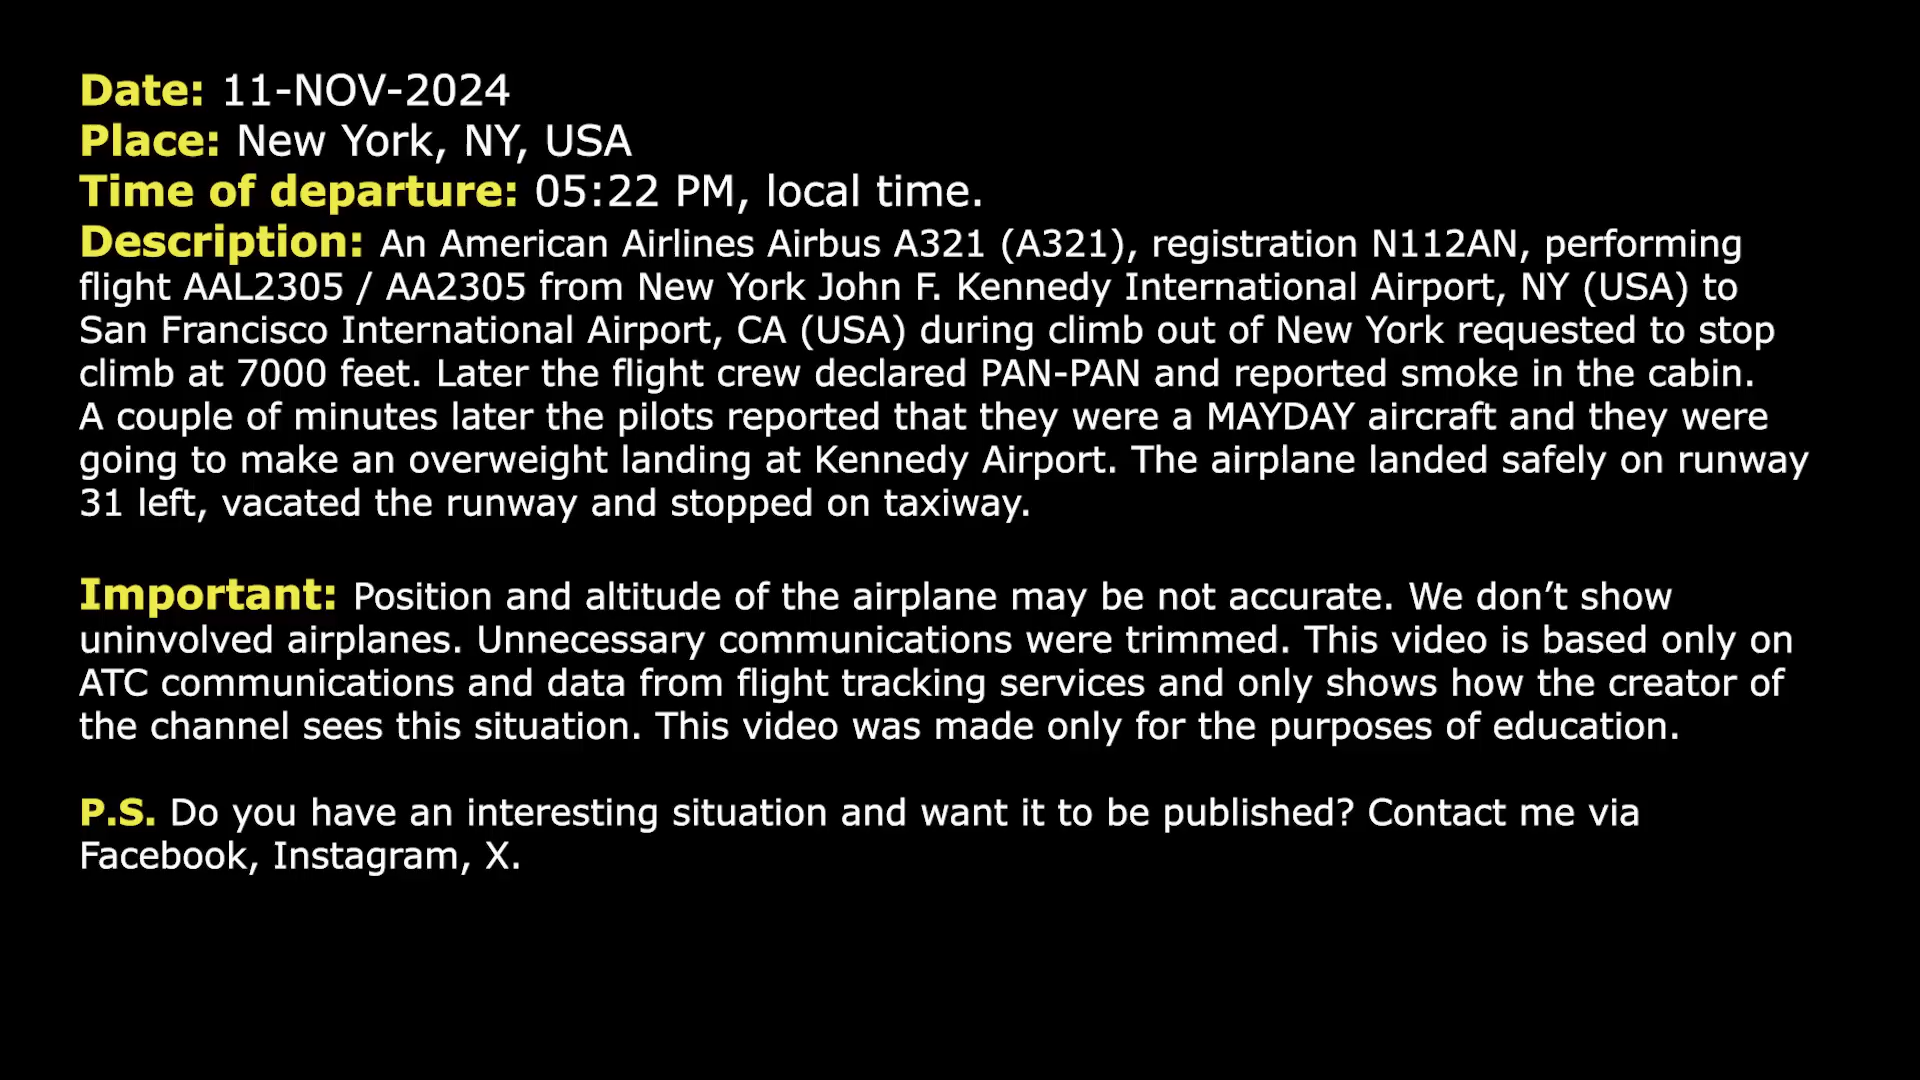 Date: 11-NOV-2024
Place: New York, NY, USA
Time of departure: 05:22 PM, local time.
Description: An American Airlines Airbus A321 (A321), registration N112AN, performing
flight AAL2305 / AA2305 from New York John F. Kennedy International Airport, NY (USA) to
San Francisco International Airport, CA (USA) during climb out of New York requested to stop
climb at 7000 feet. Later the flight crew declared PAN-PAN and reported smoke in the cabin.
A couple of minutes later the pilots reported that they were a MAYDAY aircraft and they were
going to make an overweight landing at Kennedy Airport. The airplane landed safely on runway
31 left, vacated the runway and stopped on taxiway.
Important: Position and altitude of the airplane may be not accurate. We don’t show
uninvolved airplanes. Unnecessary communications were trimmed. This video is based only on
ATC communications and data from flight tracking services and only shows how the creator of
the channel sees this situation. This video was made only for the purposes of education.
P.S. Do you have an interesting situation and want it to be published? Contact me via
Facebook, Instagram, X.